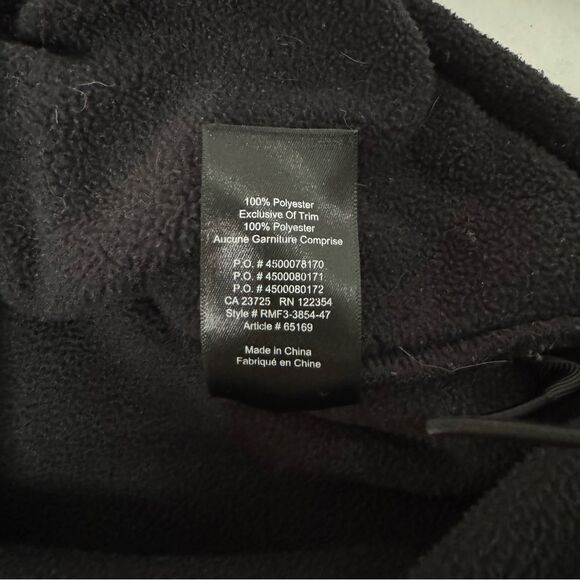 100% Polyester
Exclusive Of Trim
100% Polyester
Aucune Garniture Comprise
P.O. # 4500078170
P.O. # 4500080171
P.O. # 4500080172
CA 23725 RN 122354
Style # RMF3-3854-47
Article # 65169
Made in China
Fabriqué en Chine